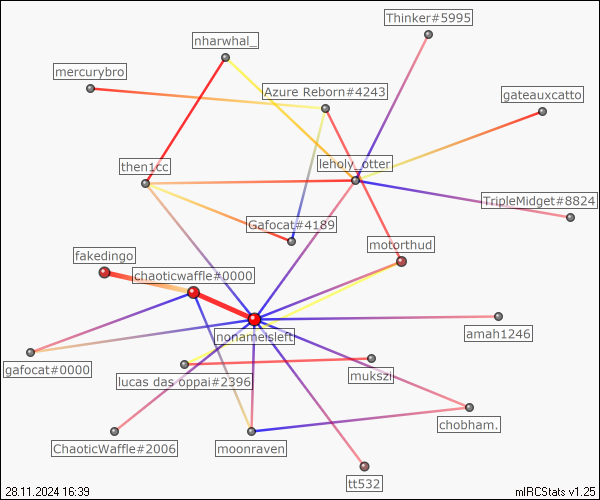 Thinker#5995
nharwhal_
mercurybro
Azure Reborn#4243
gateauxcatto
then1cc
leholy_otter
TripleMidget#8824
Gafocat#4189
motorthud
fakedingo
chaoticwaffle#0000
nonameisleft
amah1246
gafocat#0000
lucas das oppai#2396
mukszi
chobham.
ChaoticWaffle#2006
moonraven
tt532
28.11.2024 16:39
mIRCStats v1.25